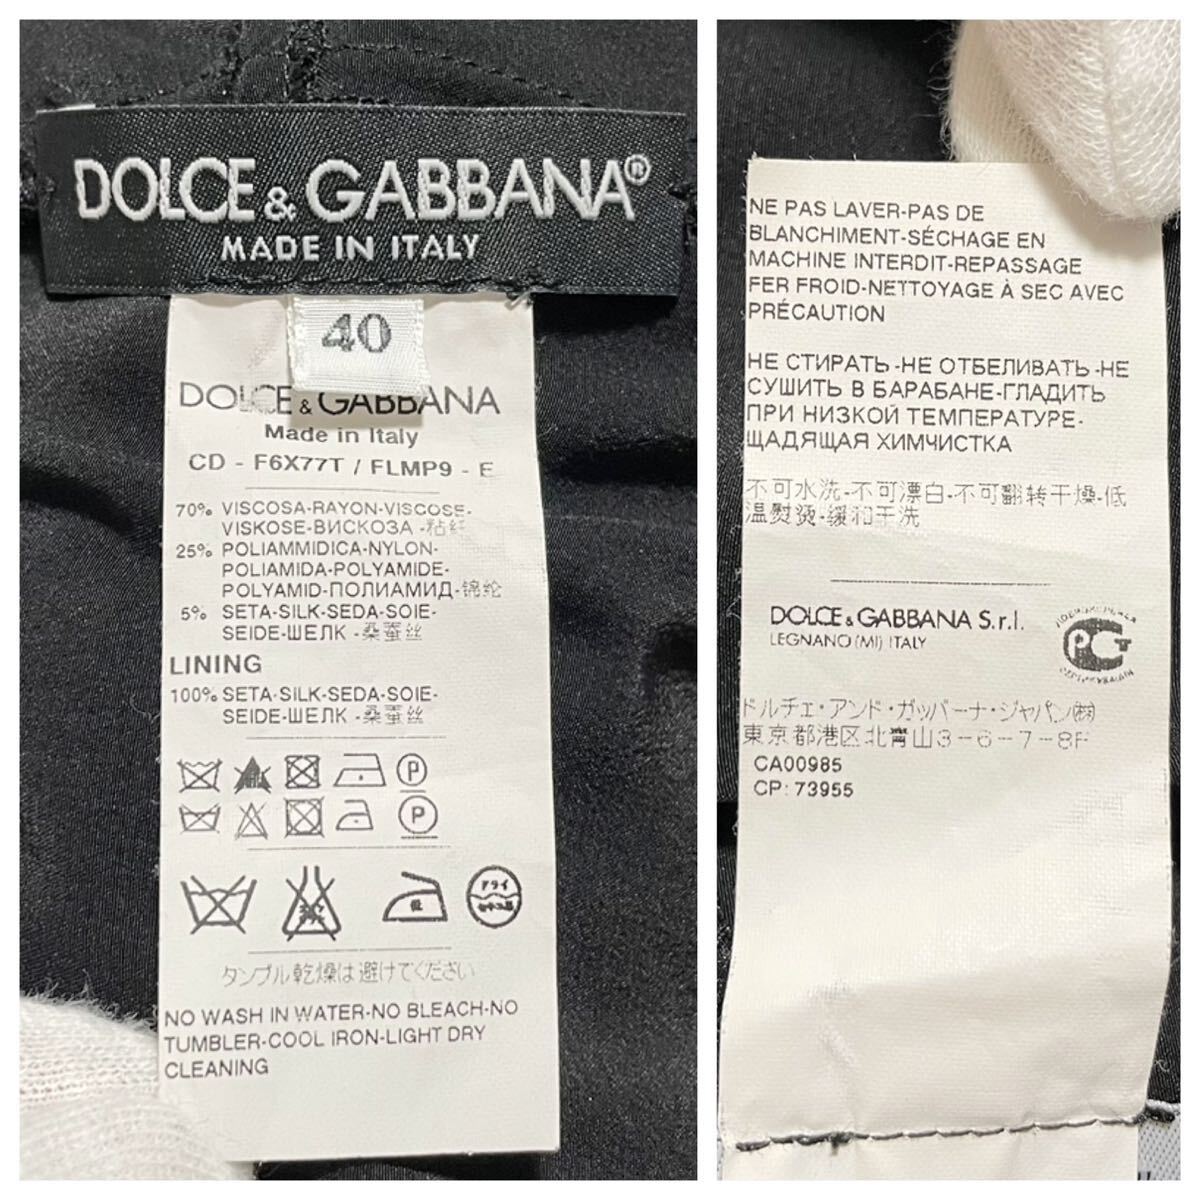 DOLCE & GABBANA®
MADE IN ITALY
40
DOLCE & GABBANA
Made in Italy
CD - F6X77T / FLMP9 - E
70% VISCOSA-RAYON-VISCOSE-
VISKOSE-ВИСКОЗА -粘纤
25% POLIAMMIDICA-NYLON-
POLIAMIDA-POLYAMIDE-
POLYAMID-ПОЛИАМИД-锦纶
5% SETA-SILK-SEDA-SOIE-
SEIDE-ШЕЛК -桑蚕丝
LINING
100% SETA-SILK-SEDA-SOIE-
SEIDE-ШЕЛК -桑蚕丝
P
P
低
ドライ
セキユ系
タンブル乾燥は避けてください
NO WASH IN WATER-NO BLEACH-NO
TUMBLER-COOL IRON-LIGHT DRY
CLEANING
NE PAS LAVER-PAS DE
BLANCHIMENT-SÉCHAGE EN
MACHINE INTERDIT-REPASSAGE
FER FROID-NETTOYAGE À SEC AVEC
PRÉCAUTION
НЕ СТИРАТЬ-НЕ ОТБЕЛИВАТЬ-НЕ
СУШИТЬ В БАРАБАНЕ-ГЛАДИТЬ
ПРИ НИЗКОЙ ТЕМПЕРАТУРЕ-
ЩАДЯЩАЯ ХИМЧИСТКА
不可水洗-不可漂白-不可翻转干燥-低
温熨烫-缓和干洗
DOLCE & GABBANA S.r.l.
LEGNANO (MI) ITALY
ドルチェ・アンド・ガッバーナ・ジャパン㈱
東京都港区北青山3-6-7-8F
CA00985
CP: 73955